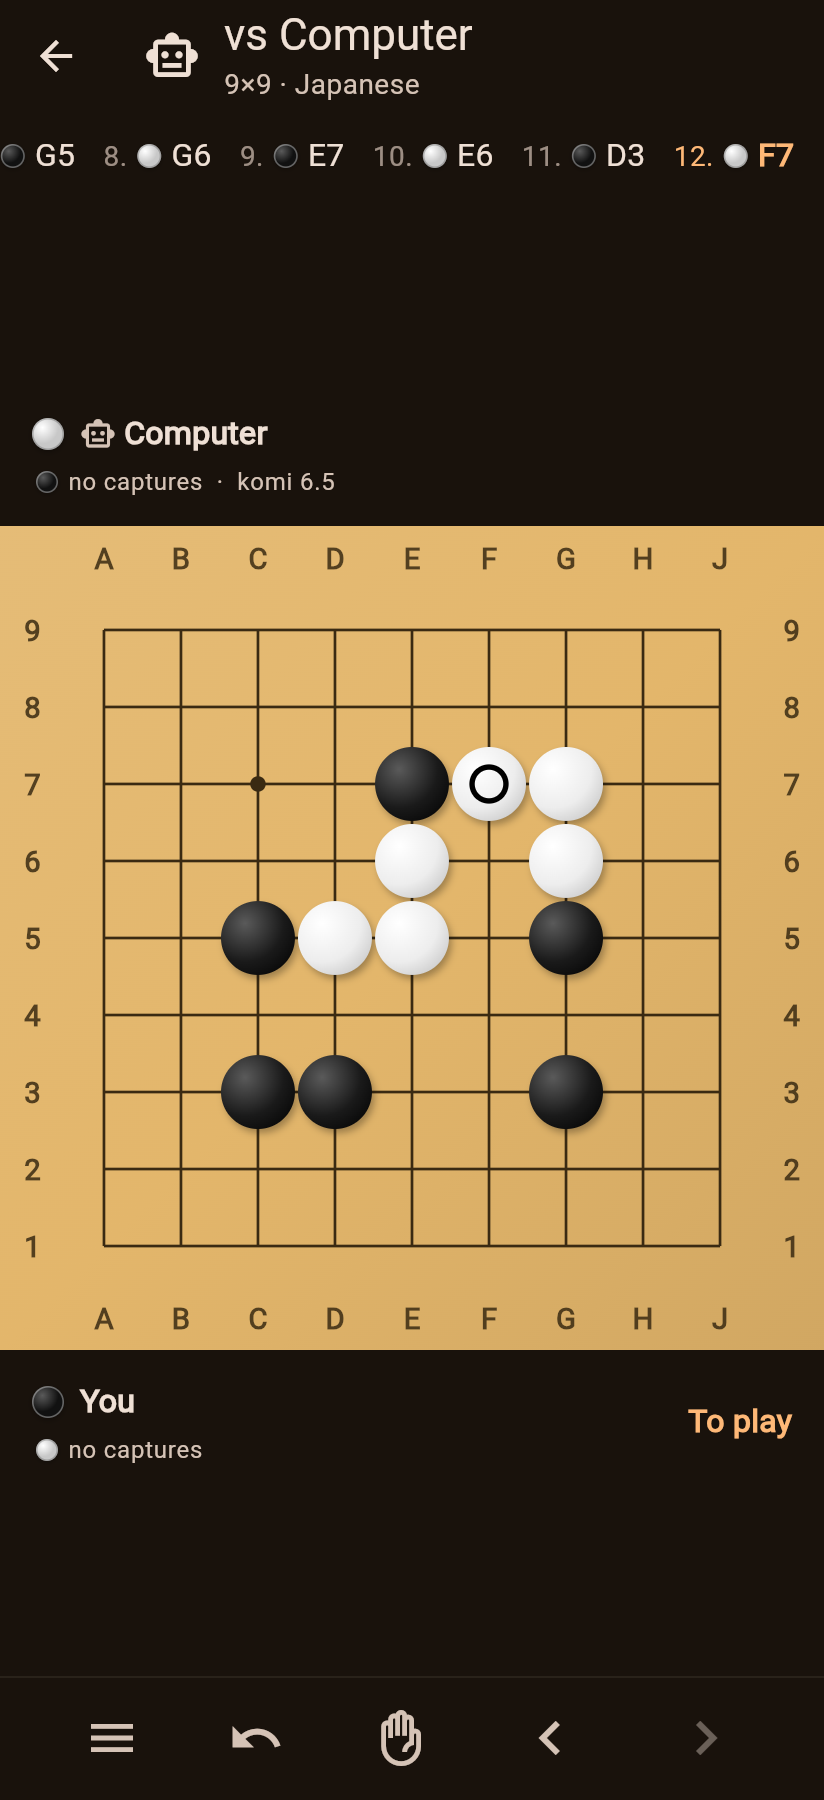 vs Computer
9×9 · Japanese
G5 8. G6 9. E7 10. E6 11. D3 12. F7
Computer
no captures · komi 6.5
A B C D E F G H J
9 9
8 8
7 7
6 6
5 5
4 4
3 3
2 2
1 1
A B C D E F G H J
You
To play
no captures